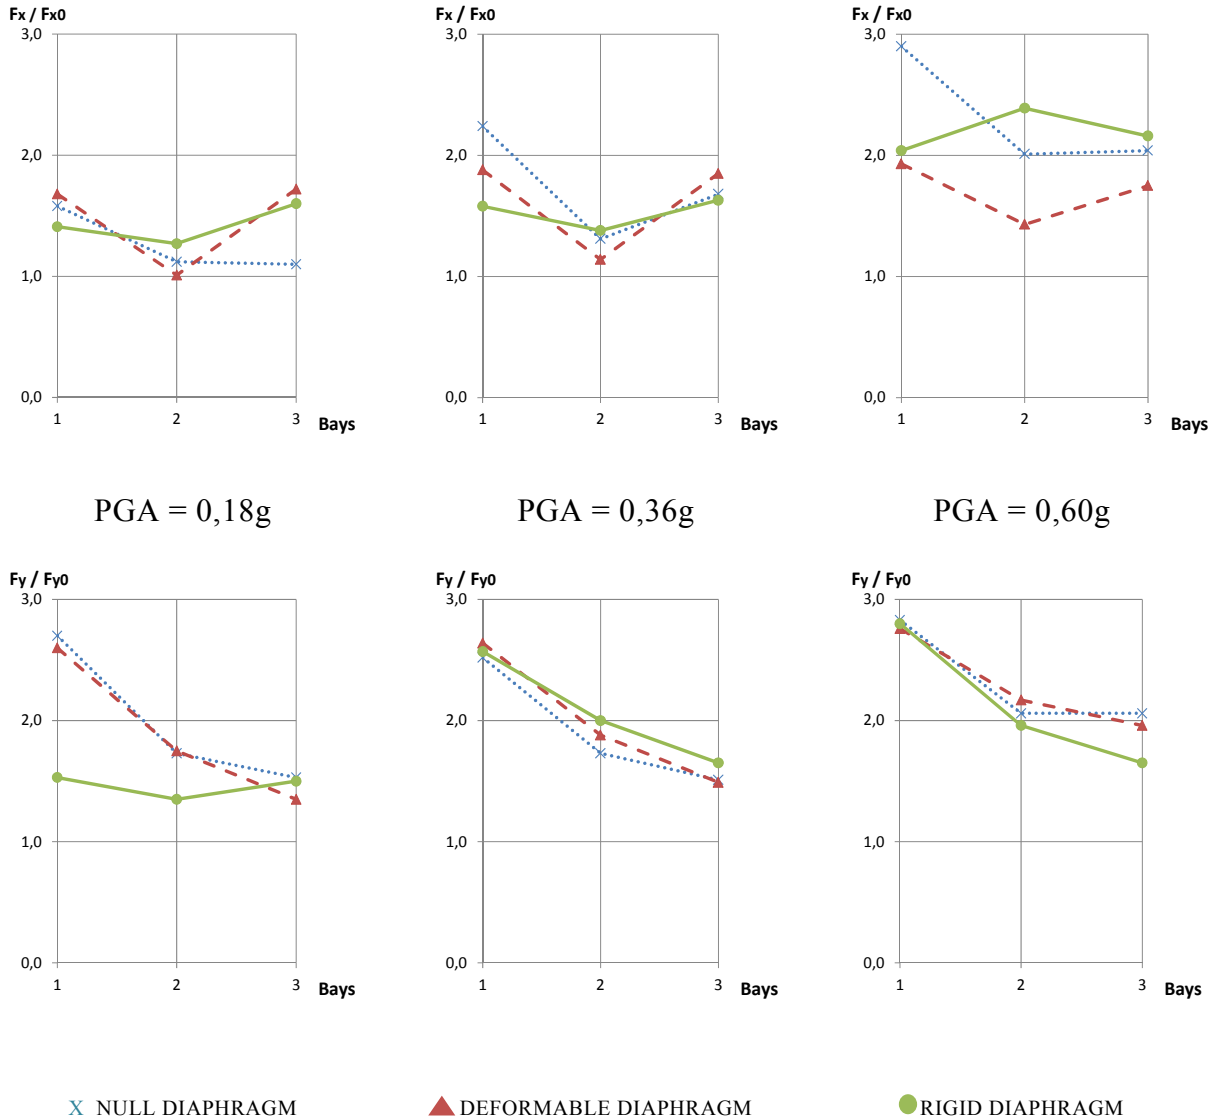 Fx / Fx0 Fx / Fx0 Fx / Fx0
3,0 3,0 3,0
2,0 2,0 2,0
1,0 1,0 1,0
0,0 0,0 0,0
1 2 3 Bays 1 2 3 Bays 1 2 3 Bays
PGA = 0,18g PGA = 0,36g PGA = 0,60g
Fy / Fy0 Fy / Fy0 Fy / Fy0
3,0 3,0 3,0
2,0 2,0 2,0
1,0 1,0 1,0
0,0 0,0 0,0
1 2 3 Bays 1 2 3 Bays 1 2 3 Bays
X NULL DIAPHRAGM DEFORMABLE DIAPHRAGM RIGID DIAPHRAGM